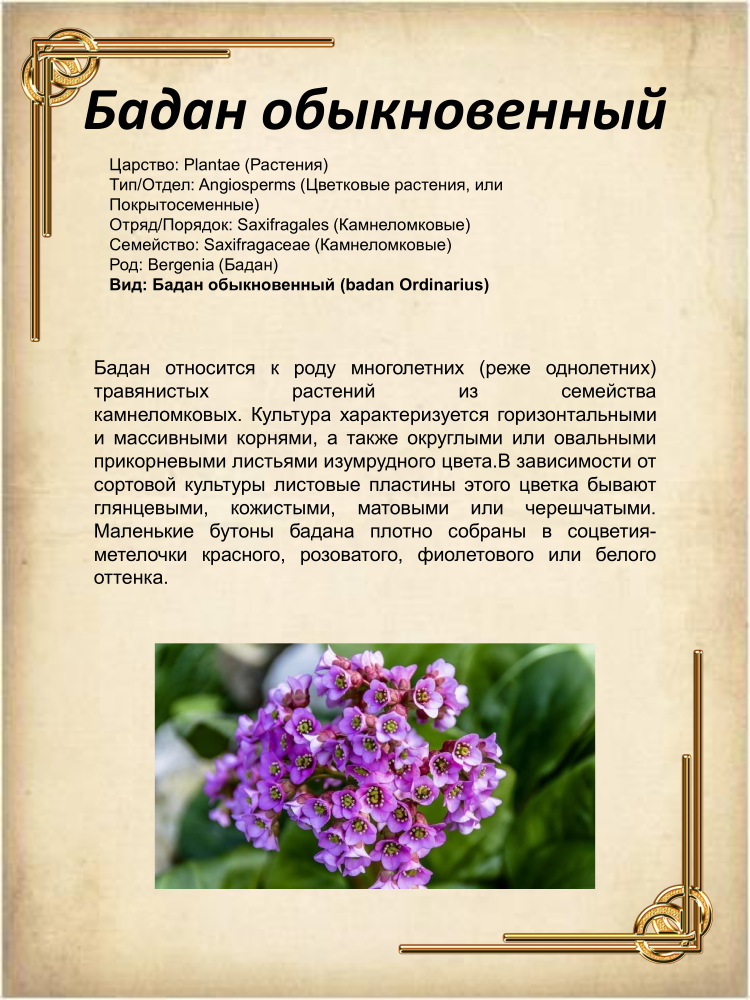 Бадан обыкновенный
Царство: Plantae (Растения)
Тип/Отдел: Angiosperms (Цветковые растения, или
Покрытосеменные)
Отряд/Порядок: Saxifragales (Камнеломковые)
Семейство: Saxifragaceae (Камнеломковые)
Род: Bergenia (Бадан)
Вид: Бадан обыкновенный (badan Ordinarius)
Бадан относится к роду многолетних (реже однолетних)
травянистых растений из семейства
камнеломковых. Культура характеризуется горизонтальными
и массивными корнями, а также округлыми или овальными
прикорневыми листьями изумрудного цвета.В зависимости от
сортовой культуры листовые пластины этого цветка бывают
глянцевыми, кожистыми, матовыми или черешчатыми.
Маленькие бутоны бадана плотно собраны в соцветия-
метелочки красного, розоватого, фиолетового или белого
оттенка.